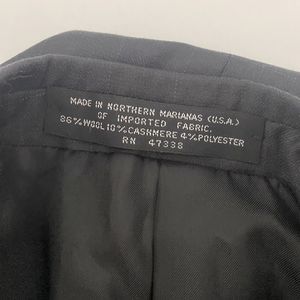 MADE IN NORTHERN MARIANAS (U.S.A.)
OF IMPORTED FABRIC.
86%WOOL 10%CASHMERE 4%POLYESTER
RN 47338